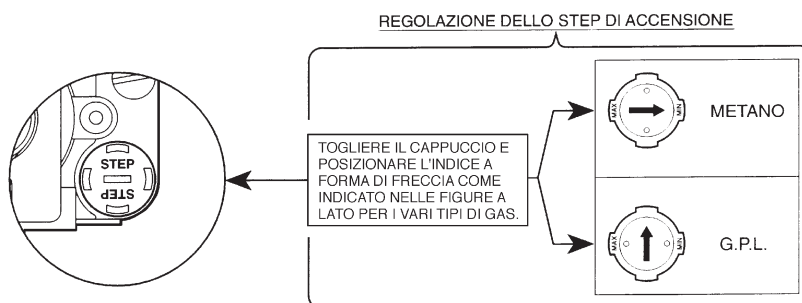 REGOLAZIONE DELLO STEP DI ACCENSIONE
STEP
STEP
TOGLIERE IL CAPPUCCIO E
POSIZIONARE L'INDICE A
FORMA DI FRECCIA COME
INDICATO NELLE FIGURE A
LATO PER I VARI TIPI DI GAS.
MAX
MIN
METANO
MAX
MIN
G.P.L.